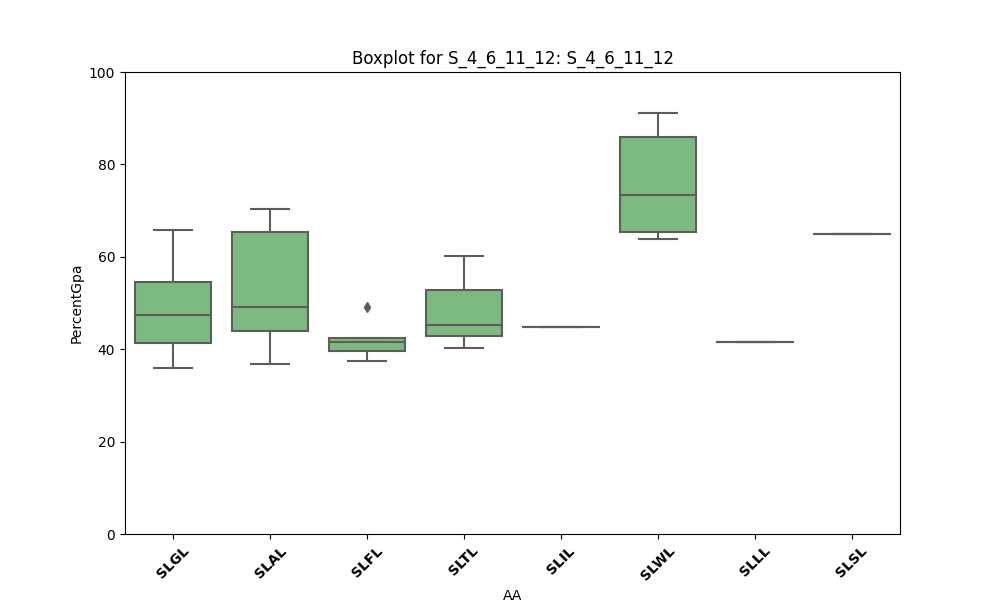 Boxplot for S_4_6_11_12: S_4_6_11_12
100
80
60
40
20
0
PercentGpa
SLGL
SLAL
SLFL
SLTL
SLIL
SLWL
SLLL
SLSL
AA